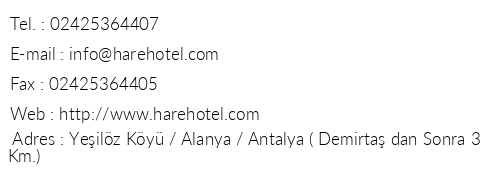 Tel. : 02425364407
E-mail : info@harehotel.com
Fax : 02425364405
Web : http://www.harehotel.com
Adres : Yeşilöz Köyü / Alanya / Antalya ( Demirtaş dan Sonra 3
Km.)